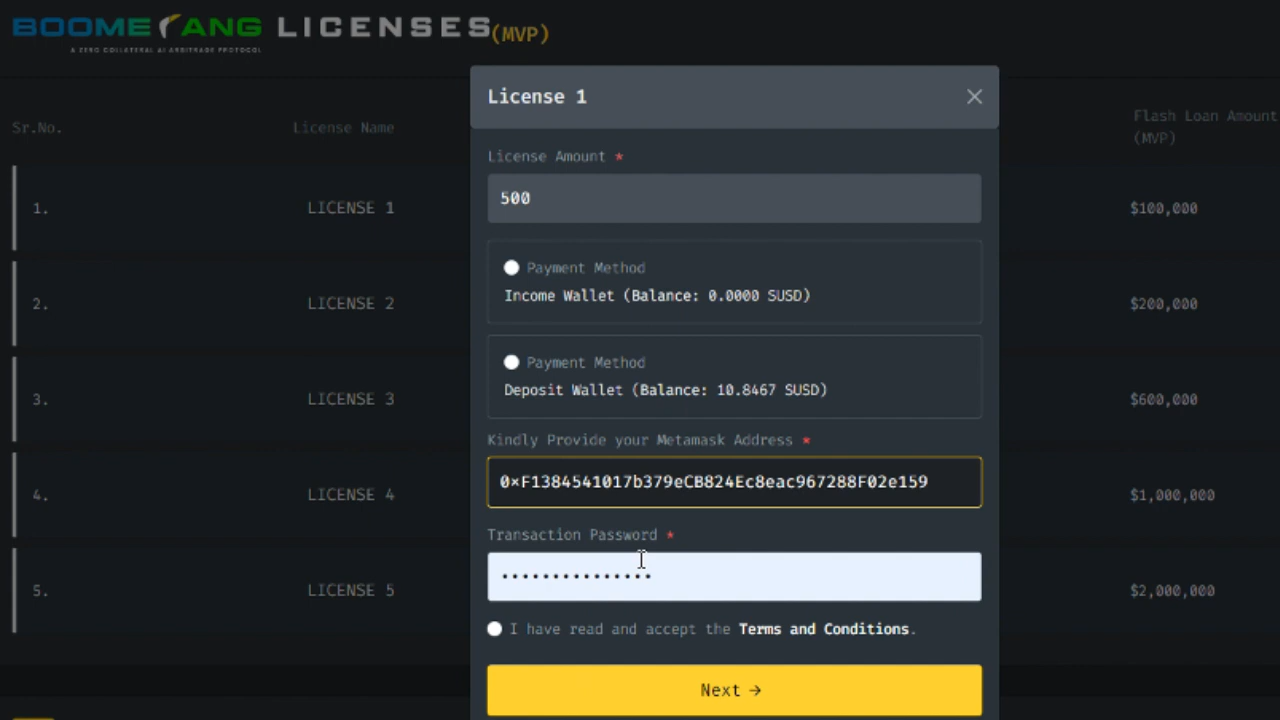 BOOMERANG LICENSES(MVP)
A ZERO COLLATERAL AI ARBITRAGE PROTOCOL
License 1
Sr.No.
License Name
Flash Loan Amount
(MVP)
License Amount *
500
1.
LICENSE 1
$100,000
Payment Method
Income Wallet (Balance: 0.0000 SUSD)
2.
LICENSE 2
$200,000
Payment Method
Deposit Wallet (Balance: 10.8467 SUSD)
3.
LICENSE 3
$600,000
Kindly Provide your Metamask Address *
0×F1384541017b379eCB824Ec8eac967288F02e159
4.
LICENSE 4
$1,000,000
Transaction Password *
•••••••••••••••
5.
LICENSE 5
$2,000,000
I have read and accept the Terms and Conditions.
Next →